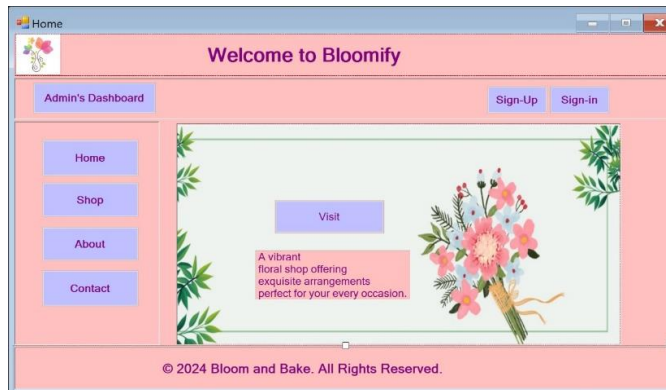 Home
Welcome to Bloomify
Admin's Dashboard
Sign-Up
Sign-in
Home
Shop
About
Contact
Visit
A vibrant
floral shop offering
exquisite arrangements
perfect for your every occasion.
© 2024 Bloom and Bake. All Rights Reserved.